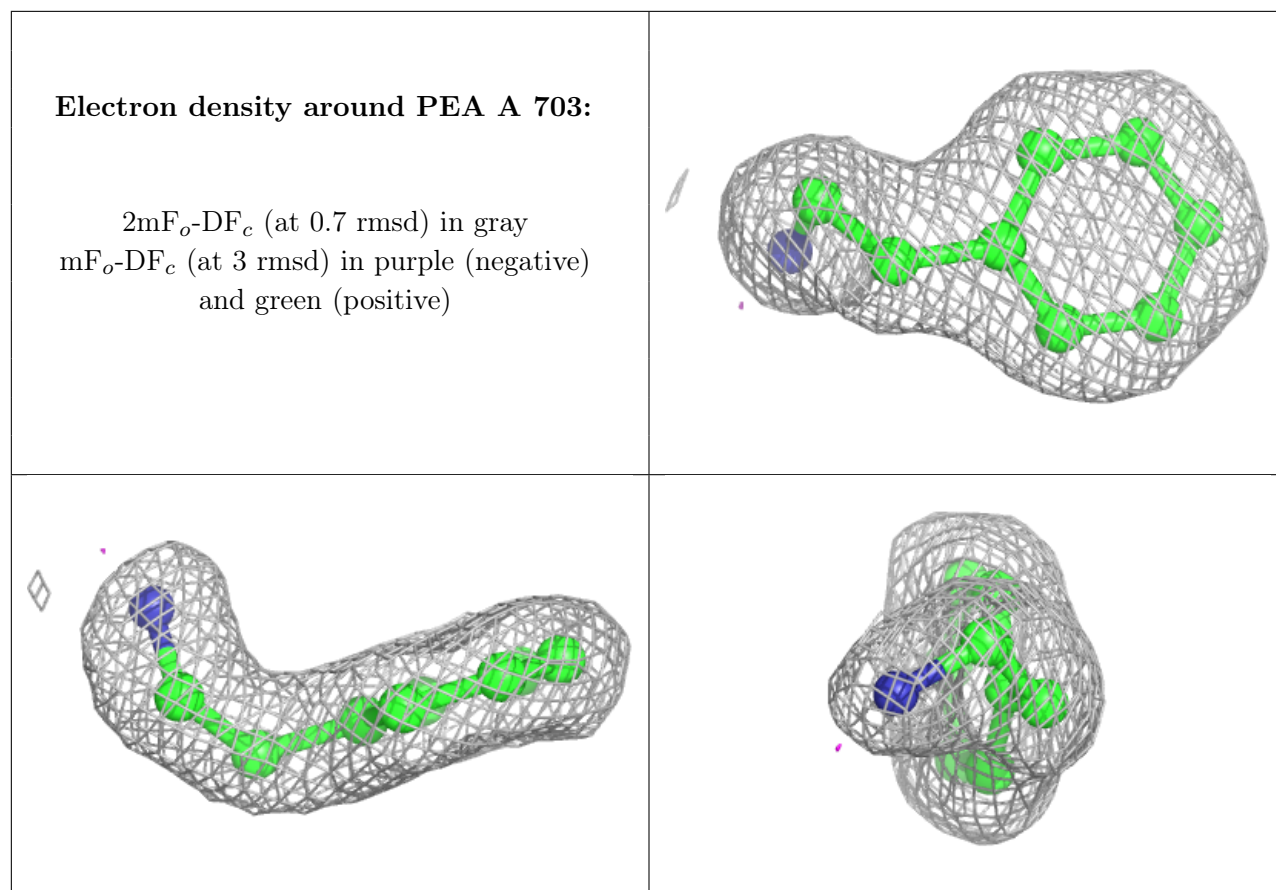 Electron density around PEA A 703:
2mFo-DFc (at 0.7 rmsd) in gray
mFo-DFc (at 3 rmsd) in purple (negative)
and green (positive)